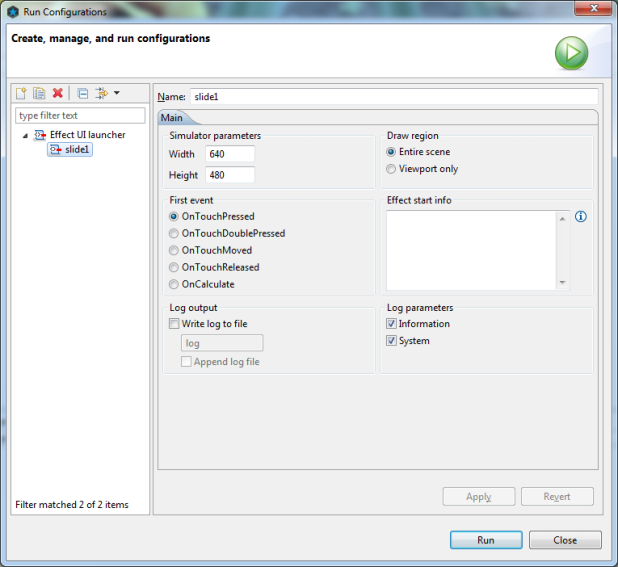 Run Configurations
Create, manage, and run configurations
type filter text
Effect UI launcher
slide1
Filter matched 2 of 2 items
Name: slide1
Main
Simulator parameters
Width 640
Height 480
Draw region
Entire scene
Viewport only
First event
OnTouchPressed
OnTouchDoublePressed
OnTouchMoved
OnTouchReleased
OnCalculate
Effect start info
Log output
Write log to file
log
Append log file
Log parameters
Information
System
Apply Revert
Run Close